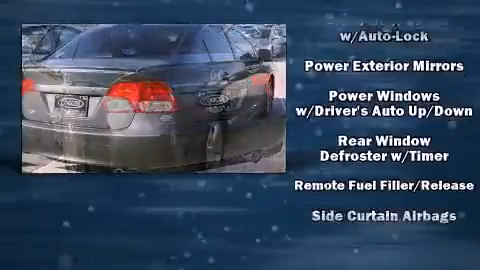 w/Auto-Lock
Power Exterior Mirrors
Power Windows
w/Driver's Auto Up/Down
Rear Window
Defroster w/Timer
Remote Fuel Filler/Release
Side Curtain Airbags